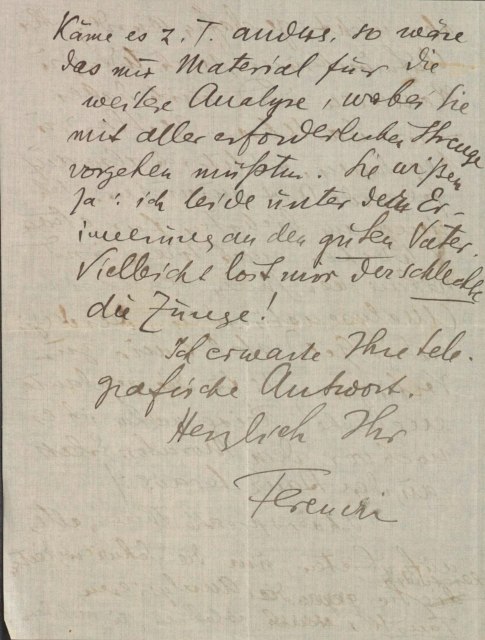 Käme es z. T. anders, so wäre
das nur Material für die
weitere Analyse, wobei Sie
mit aller erforderlichen Strenge
vorgehen müßten. Sie wißen
ja: ich leide unter der Er-
innerung an den guten Vater.
Vielleicht löst mir der schlechte
die Zunge!
Ich erwarte Ihre tele-
grafische Antwort.
Herzlich Ihr
Ferenczi